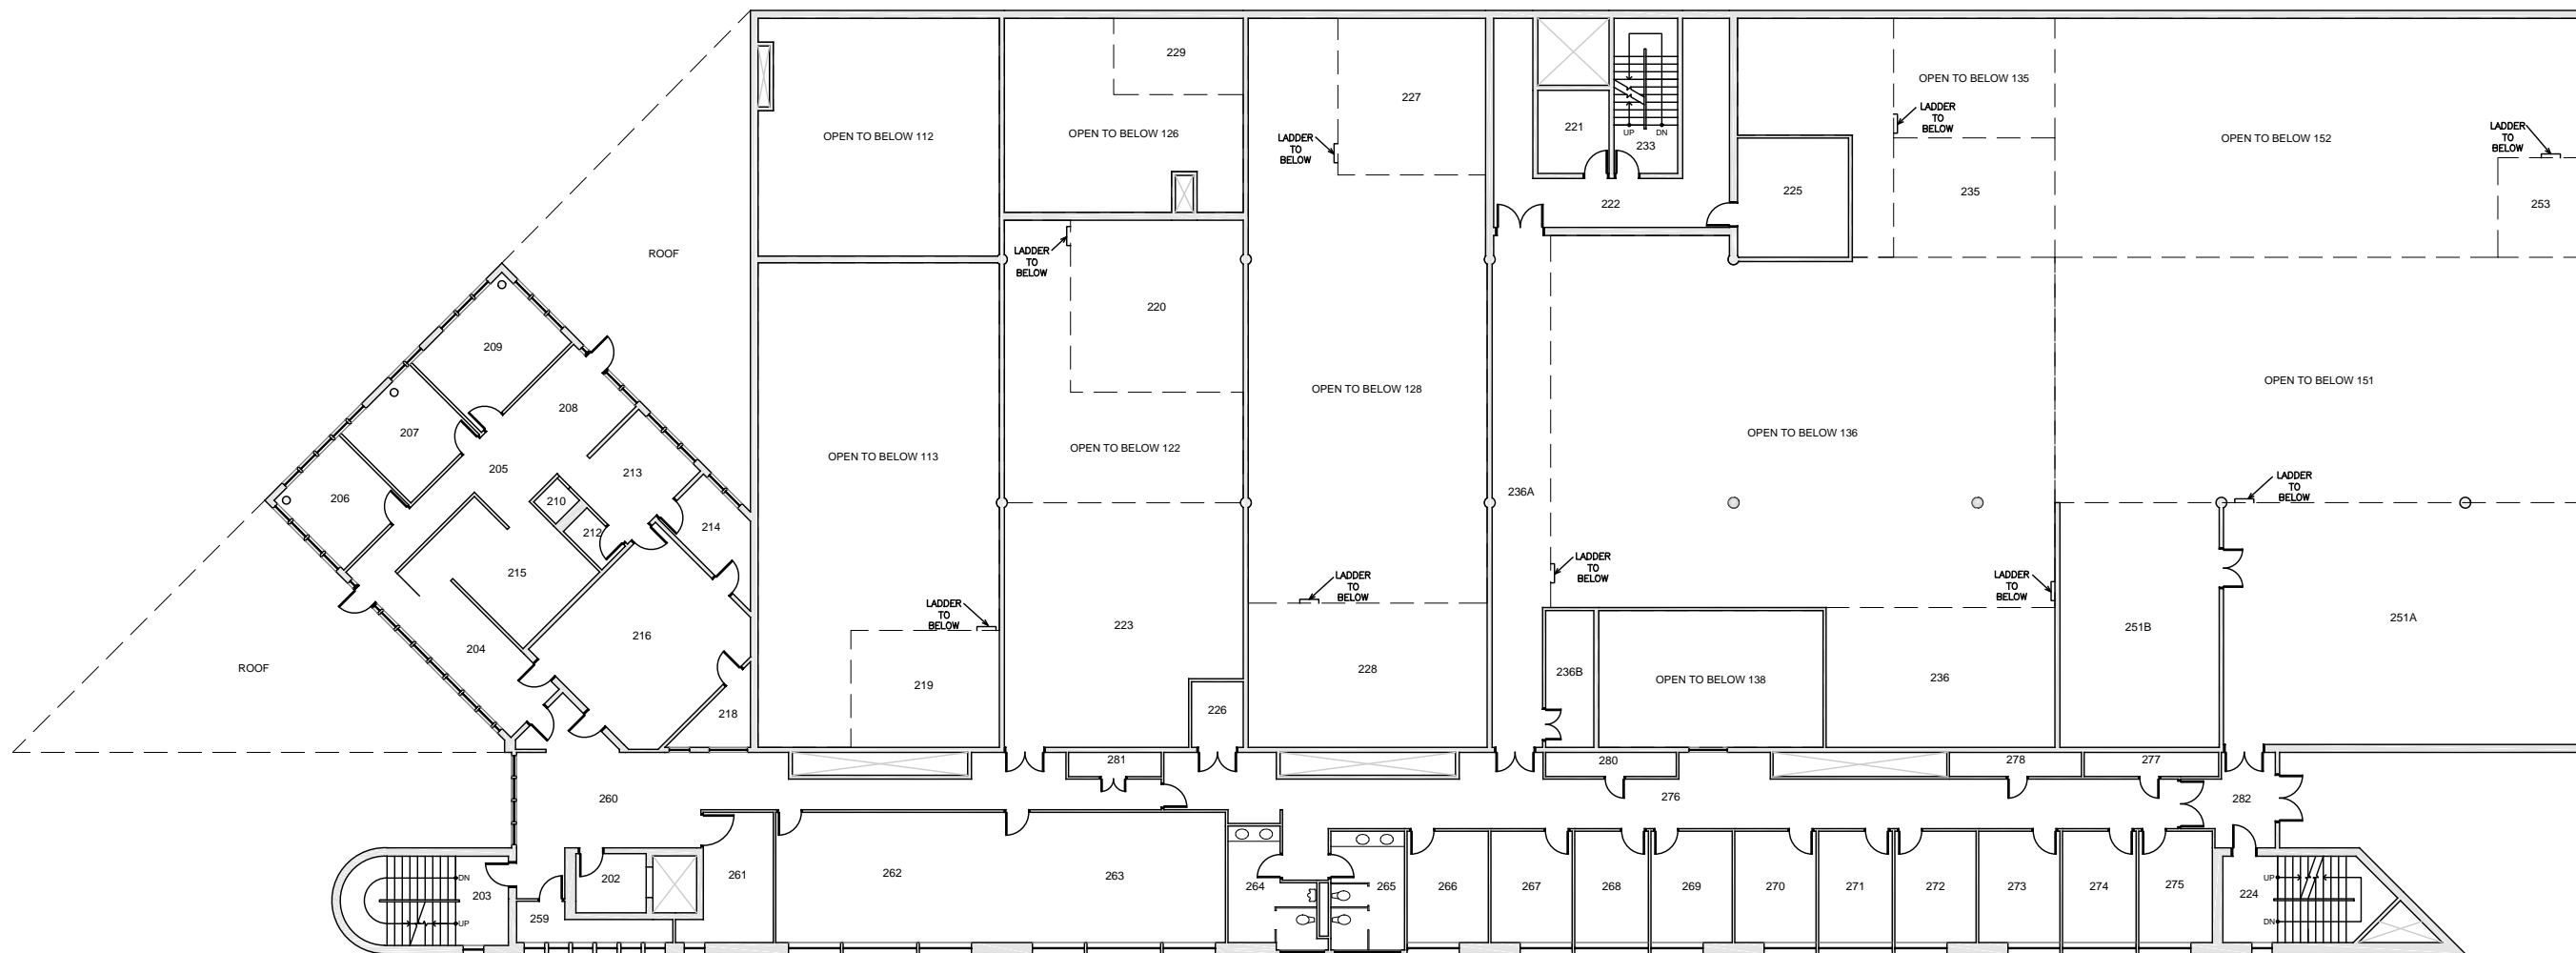 229
227
OPEN TO BELOW 135
OPEN TO BELOW 112
OPEN TO BELOW 126
LADDER
TO
BELOW
221
UP
DN
233
LADDER
TO
BELOW
OPEN TO BELOW 152
LADDER
TO
BELOW
225
235
222
253
ROOF
LADDER
TO
BELOW
220
209
OPEN TO BELOW 128
OPEN TO BELOW 151
208
207
205
OPEN TO BELOW 113
OPEN TO BELOW 122
OPEN TO BELOW 136
206
213
210
212
214
236A
LADDER
TO
BELOW
215
LADDER
TO
BELOW
LADDER
TO
BELOW
LADDER
TO
BELOW
LADDER
TO
BELOW
216
223
251B
251A
204
ROOF
219
228
236B
OPEN TO BELOW 138
236
218
226
281
280
278
277
260
276
282
DN
203
UP
202
259
261
262
263
264
265
266
267
268
269
270
271
272
273
274
275
224
UP
DN